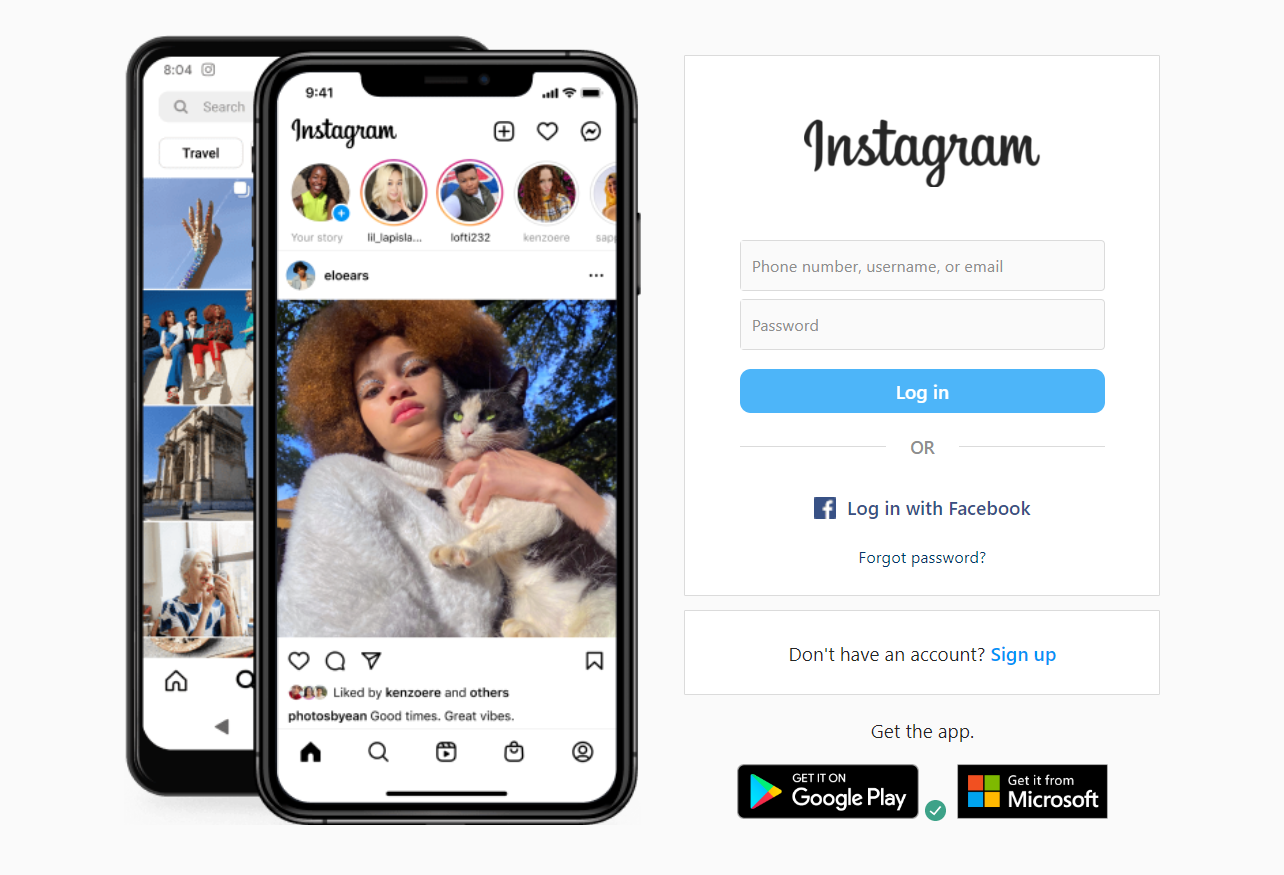 8:04
Search
Travel
9:41
Instagram
Your story
lil_lapisla...
lofti232
kenzoere
sapp
eloears
Liked by kenzoere and others
photosbyean Good times. Great vibes.
Instagram
Phone number, username, or email
Password
Log in
OR
Log in with Facebook
Forgot password?
Don't have an account? Sign up
Get the app.
GET IT ON
Google Play
Get it from
Microsoft